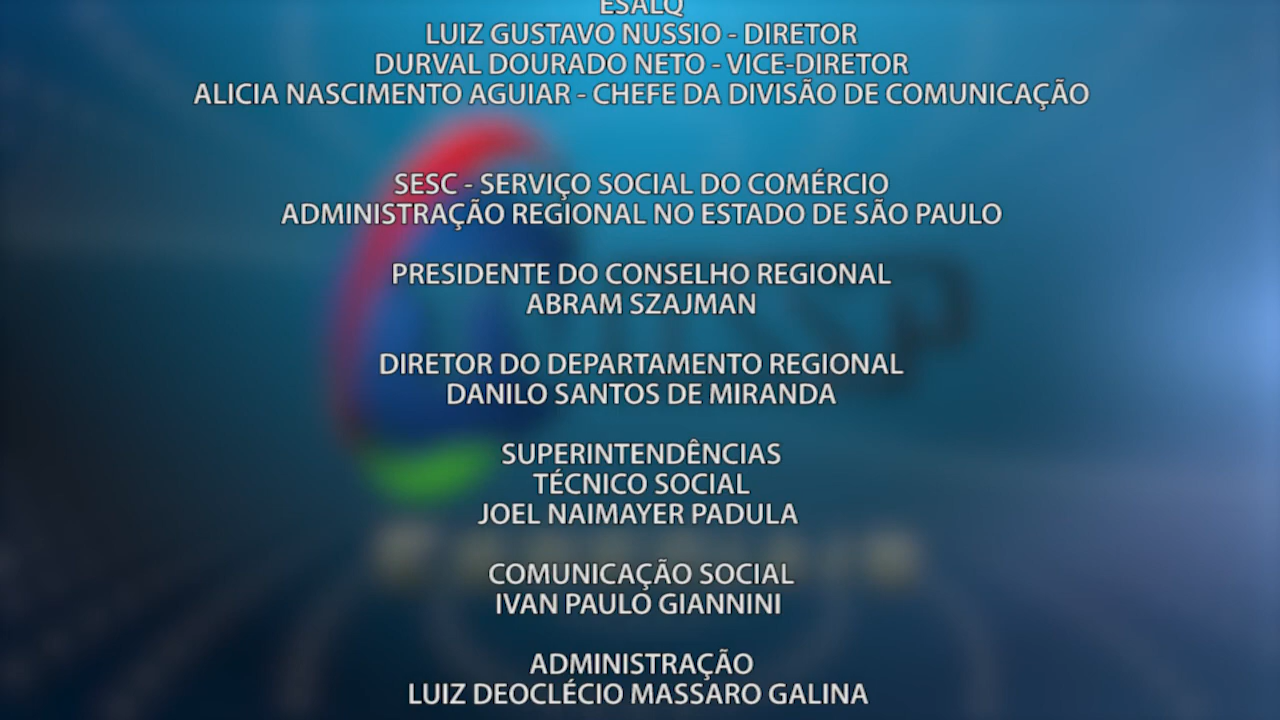 ESALQ
LUIZ GUSTAVO NUSSIO - DIRETOR
DURVAL DOURADO NETO - VICE-DIRETOR
ALICIA NASCIMENTO AGUIAR - CHEFE DA DIVISÃO DE COMUNICAÇÃO
SESC - SERVIÇO SOCIAL DO COMÉRCIO
ADMINISTRAÇÃO REGIONAL NO ESTADO DE SÃO PAULO
PRESIDENTE DO CONSELHO REGIONAL
ABRAM SZAJMAN
DIRETOR DO DEPARTAMENTO REGIONAL
DANILO SANTOS DE MIRANDA
SUPERINTENDÊNCIAS
TÉCNICO SOCIAL
JOEL NAIMAYER PADULA
COMUNICAÇÃO SOCIAL
IVAN PAULO GIANNINI
ADMINISTRAÇÃO
LUIZ DEOCLÉCIO MASSARO GALINA